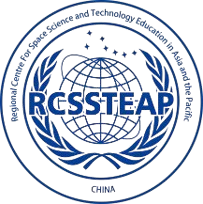 Regional Centre For Space Science and Technology Education in Asia and the Pacific
RCSSTEAP
CHINA